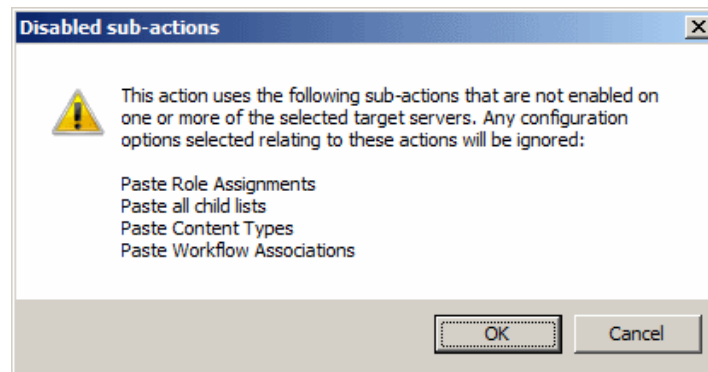 Disabled sub-actions
This action uses the following sub-actions that are not enabled on
one or more of the selected target servers. Any configuration
options selected relating to these actions will be ignored:
Paste Role Assignments
Paste all child lists
Paste Content Types
Paste Workflow Associations
OK
Cancel